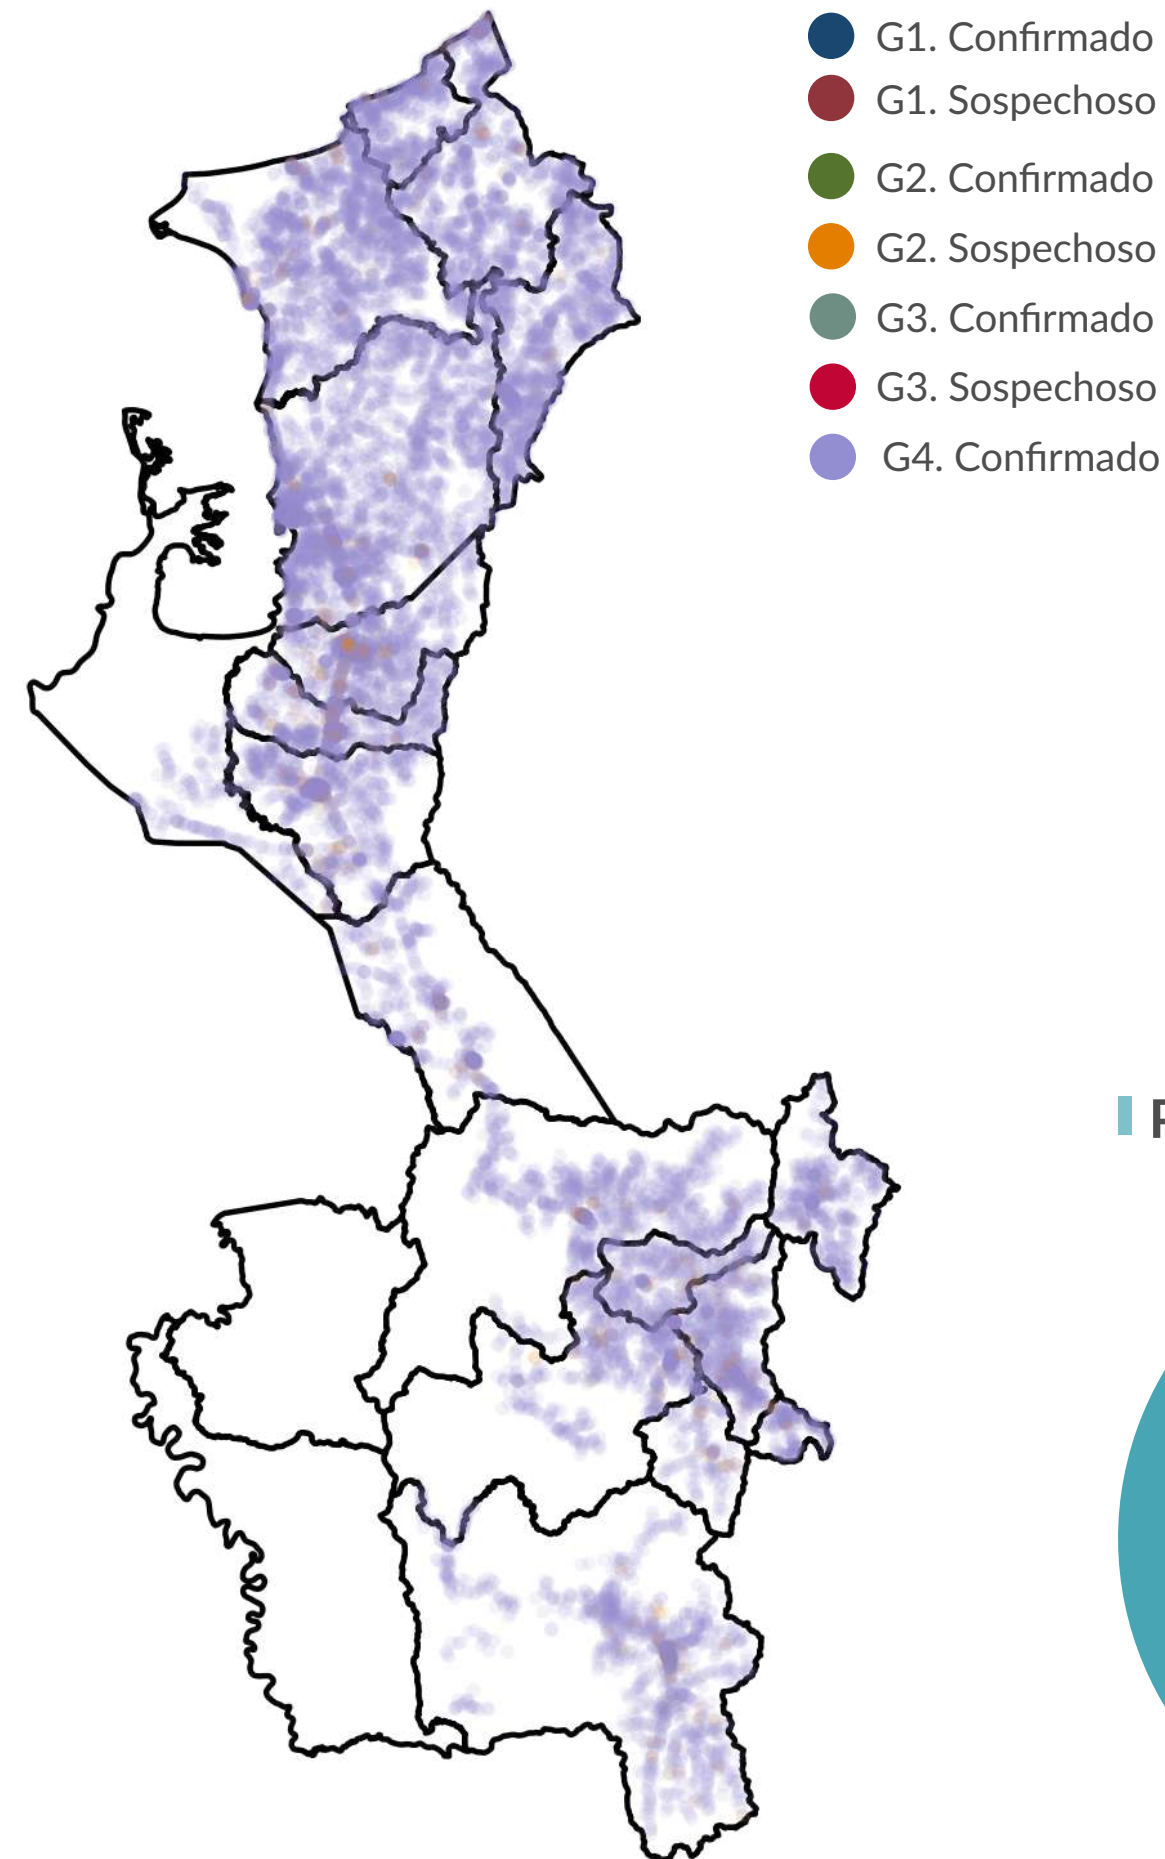 G1. Confirmado
G1. Sospechoso
G2. Confirmado
G2. Sospechoso
G3. Confirmado
G3. Sospechoso
G4. Confirmado